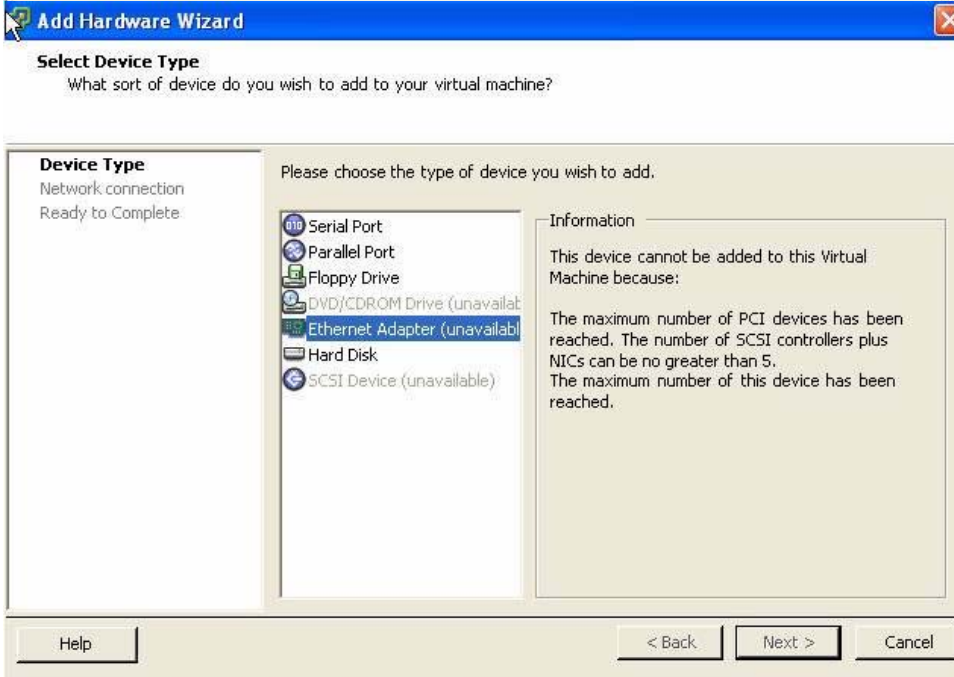 Add Hardware Wizard
Select Device Type
What sort of device do you wish to add to your virtual machine?
Device Type
Network connection
Ready to Complete
Please choose the type of device you wish to add.
Serial Port
Parallel Port
Floppy Drive
DVD/CDROM Drive (unavailab
Ethernet Adapter (unavailabl
Hard Disk
SCSI Device (unavailable)
Information
This device cannot be added to this Virtual
Machine because:
The maximum number of PCI devices has been
reached. The number of SCSI controllers plus
NICs can be no greater than 5.
The maximum number of this device has been
reached.
Help
< Back
Next >
Cancel